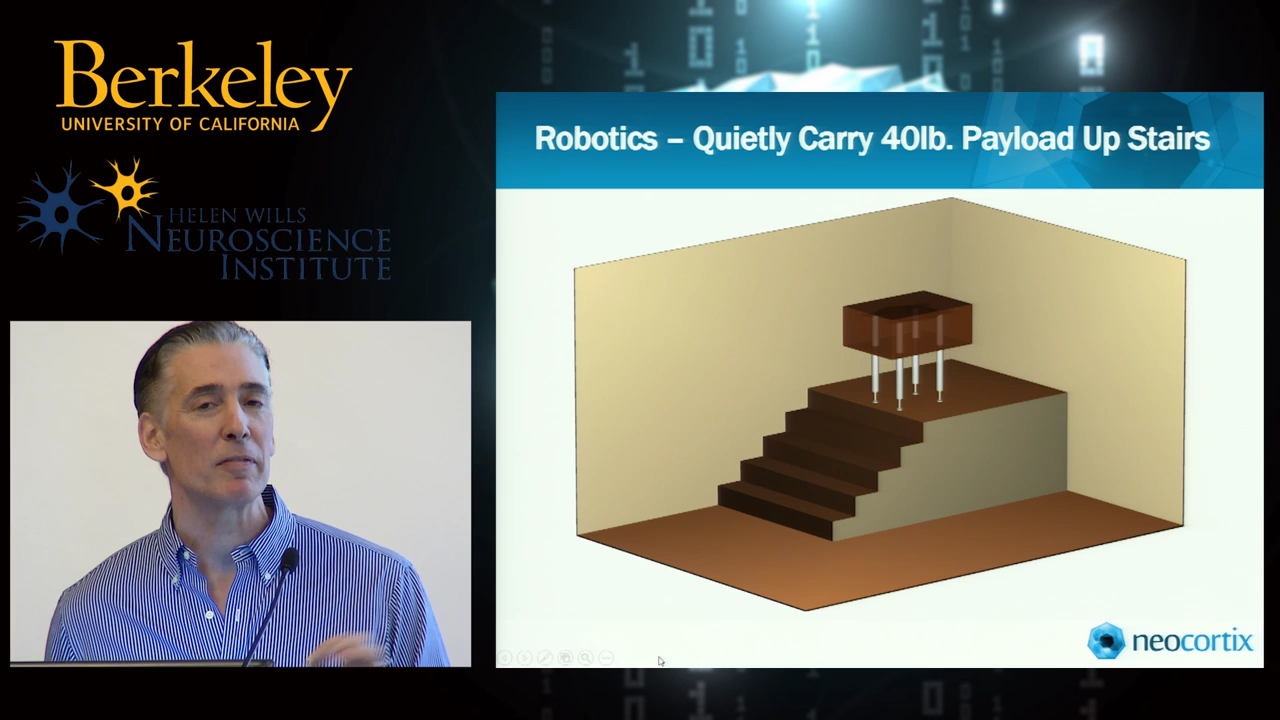 Berkeley
UNIVERSITY OF CALIFORNIA
HELEN WILLS
NEUROSCIENCE
INSTITUTE
Robotics – Quietly Carry 40lb. Payload Up Stairs
neocortix